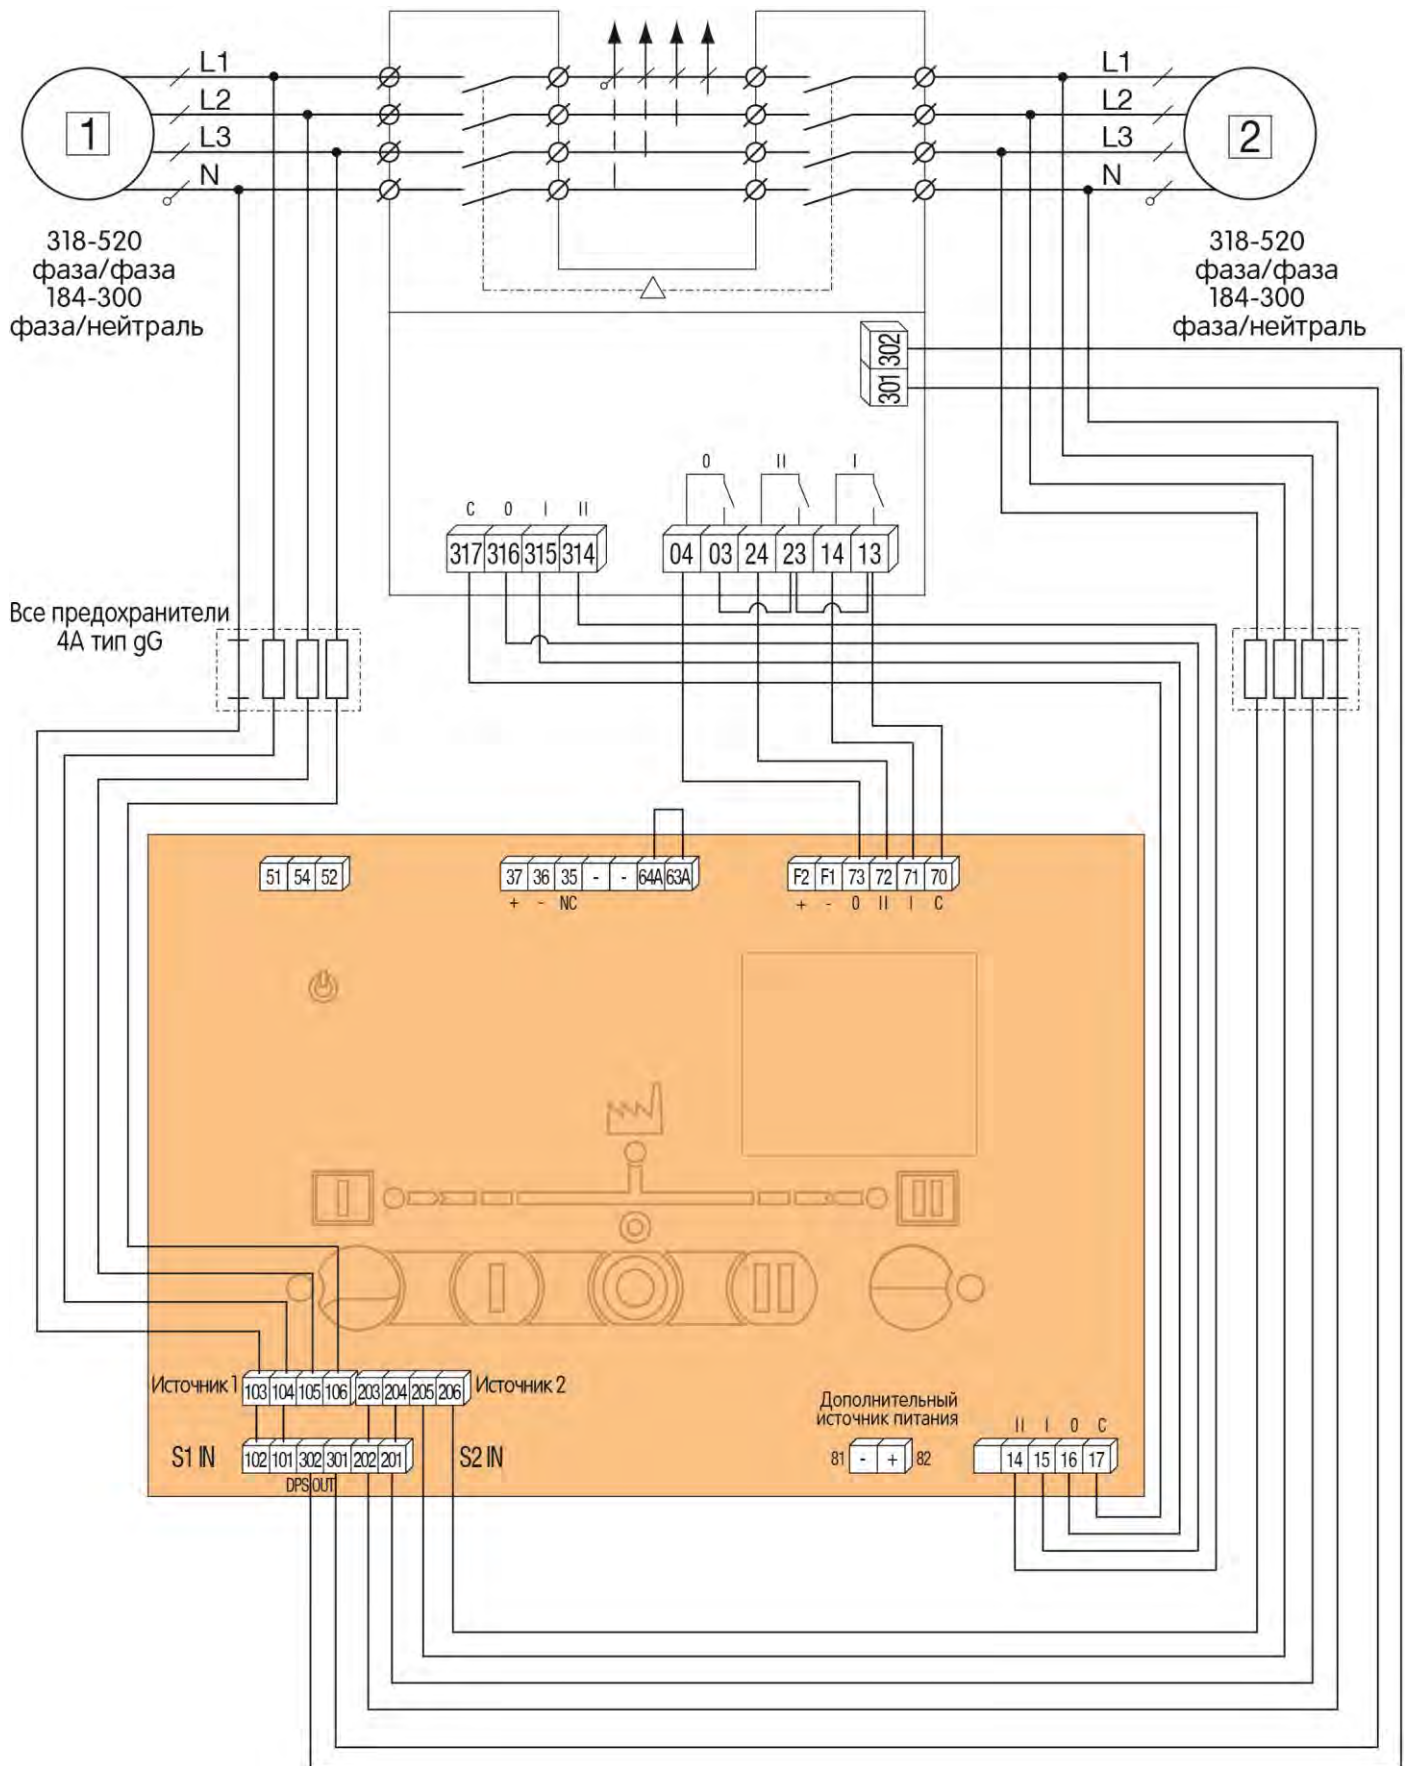 L1
L2
L3
N
1
L1
L2
L3
N
2
318-520
фаза/фаза
184-300
фаза/нейтраль
318-520
фаза/фаза
184-300
фаза/нейтраль
302
301
0 II I
C 0 I II
317 316 315 314
04 03 24 23 14 13
Все предохранители
4А тип gG
51 54 52
37 36 35 - - 64A 63A
+ - NC
F2 F1 73 72 71 70
+ - 0 II I C
Источник 1 103 104 105 106 203 204 205 206 Источник 2
S1 IN 102 101 302 301 202 201 S2 IN
DPS OUT
Дополнительный
источник питания
81 - + 82
II I 0 C
14 15 16 17